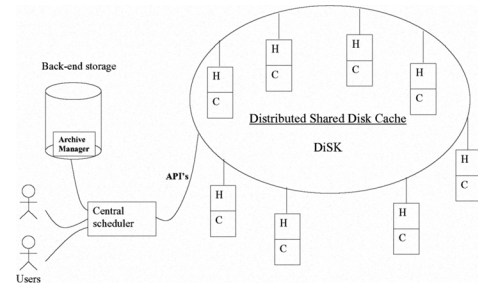 Back-end storage
Archive
Manager
API's
Central
scheduler
Users
Distributed Shared Disk Cache
DiSK
H
C
H
C
H
C
H
C
H
C
H
C
H
C
H
C